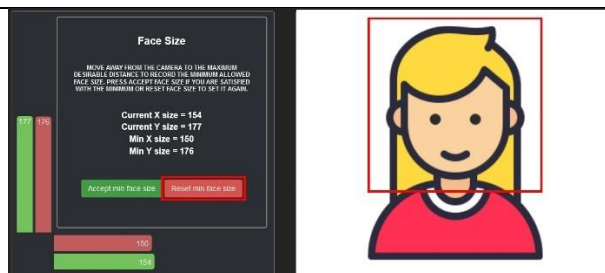 Face Size
MOVE AWAY FROM THE CAMERA TO THE MAXIMUM
DESIRABLE DISTANCE TO RECORD THE MINIMUM ALLOWED
FACE SIZE. PRESS ACCEPT FACE SIZE IF YOU ARE SATISFIED
WITH THE MINIMUM OR RESET FACE SIZE TO SET IT AGAIN.
177 176
Current X size = 154
Current Y size = 177
Min X size = 150
Min Y size = 176
Accept min face size Reset min face size
150
154